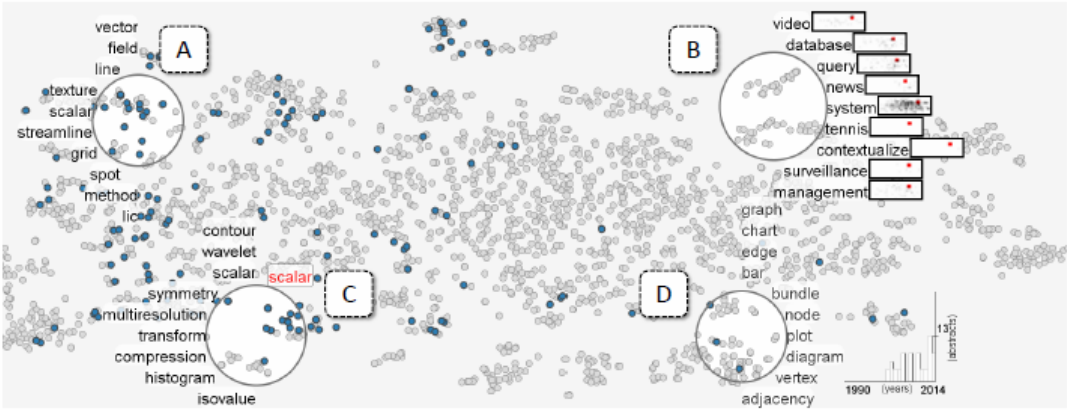 A
vector
field
line
texture
scalar
streamline
grid
spot
method
lic
B
video
database
query
news
system
tennis
contextualize
surveillance
management
C
contour
wavelet
scalar
scalar
symmetry
multiresolution
transform
compression
histogram
isovalue
D
graph
chart
edge
bar
bundle
node
plot
diagram
vertex
adjacency
13
|abstracts|
1990 (years) 2014